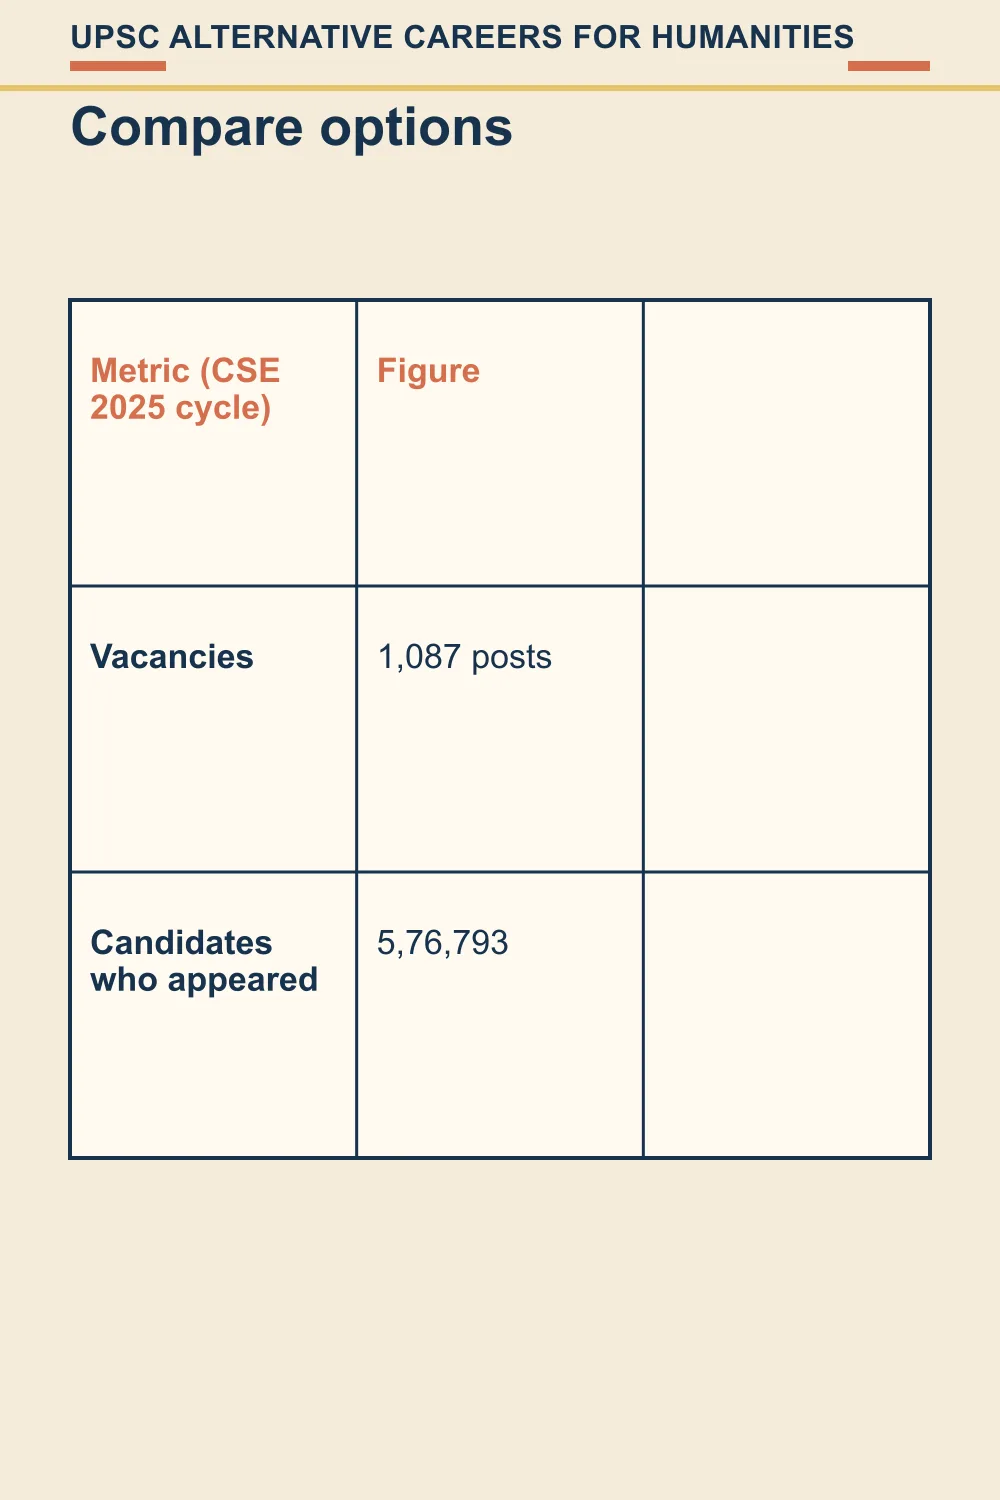 UPSC ALTERNATIVE CAREERS FOR HUMANITIES
Compare options
Metric (CSE
2025 cycle)
Figure
Vacancies
1,087 posts
Candidates
who appeared
5,76,793